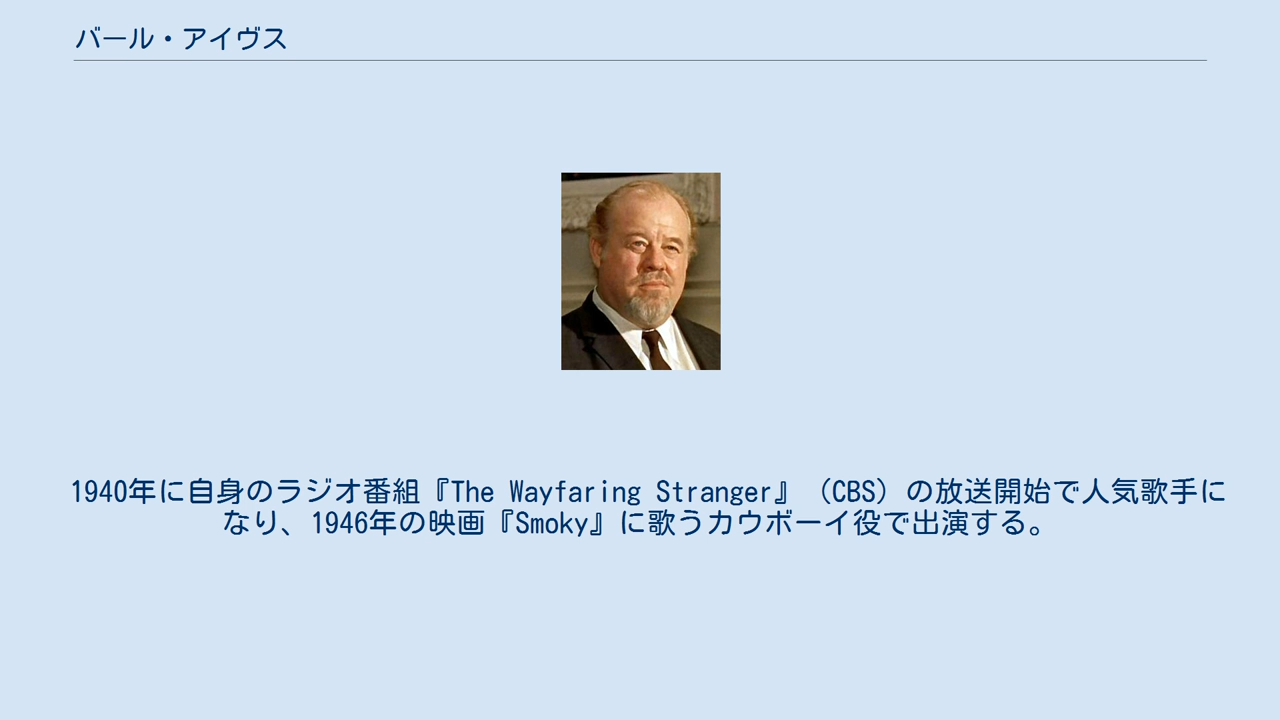 バール・アイヴス
1940年に自身のラジオ番組『The Wayfaring Stranger』（CBS）の放送開始で人気歌手に
なり、1946年の映画『Smoky』に歌うカウボーイ役で出演する。